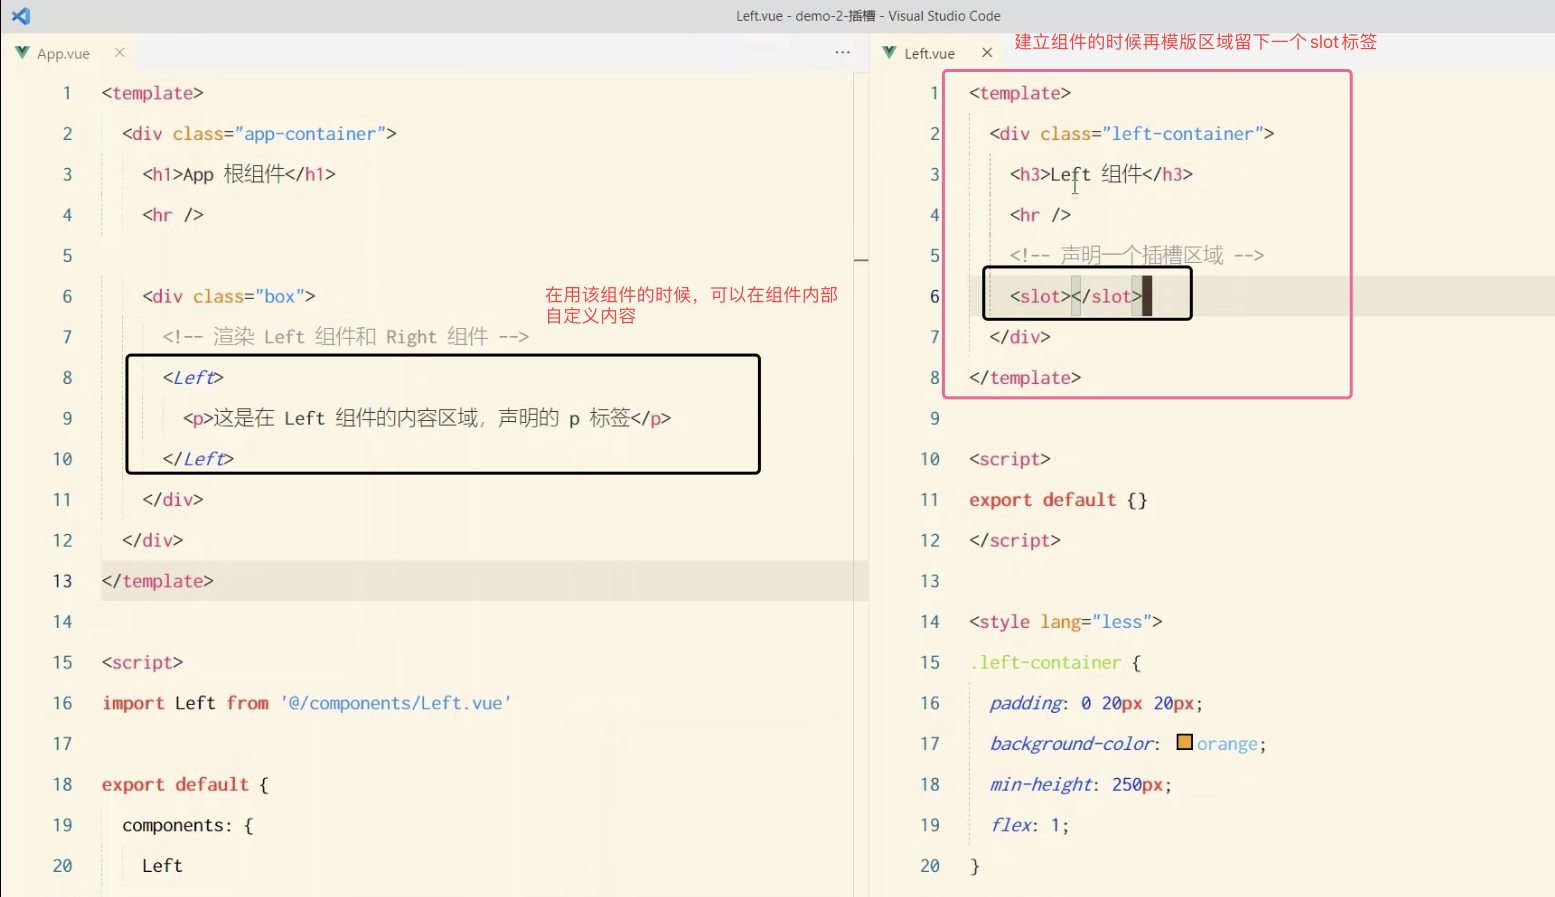 Left.vue - demo-2-插槽 - Visual Studio Code
App.vue
1 <template>
2 <div class="app-container">
3 <h1>App 根组件</h1>
4 <hr />
5
6 <div class="box">
7 <!-- 渲染 Left 组件和 Right 组件 -->
8 <Left>
9 <p>这是在 Left 组件的内容区域，声明的 p 标签</p>
10 </Left>
11 </div>
12 </div>
13 </template>
14
15 <script>
16 import Left from '@/components/Left.vue'
17
18 export default {
19 components: {
20 Left
在用该组件的时候，可以在组件内部
自定义内容
Left.vue
建立组件的时候再模版区域留下一个slot标签
1 <template>
2 <div class="left-container">
3 <h3>Left 组件</h3>
4 <hr />
5 <!-- 声明一个插槽区域 -->
6 <slot></slot>
7 </div>
8 </template>
9
10 <script>
11 export default {}
12 </script>
13
14 <style lang="less">
15 .left-container {
16 padding: 0 20px 20px;
17 background-color: orange;
18 min-height: 250px;
19 flex: 1;
20 }